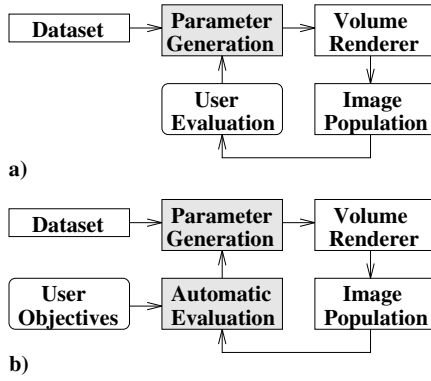 Dataset
Parameter
Generation
Volume
Renderer
User
Evaluation
Image
Population
a)
Dataset
Parameter
Generation
Volume
Renderer
User
Objectives
Automatic
Evaluation
Image
Population
b)